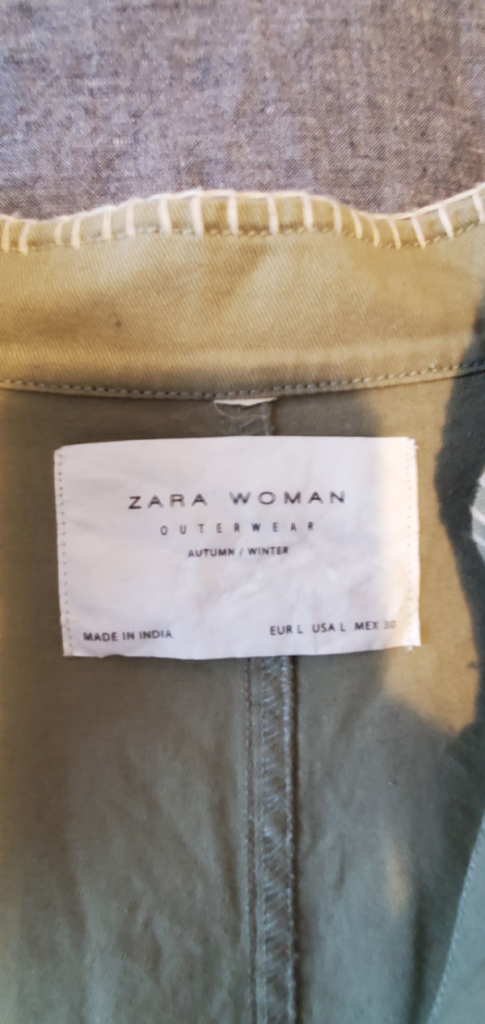 ZARA WOMAN
OUTERWEAR
AUTUMN / WINTER
MADE IN INDIA EUR L USA L MEX 30